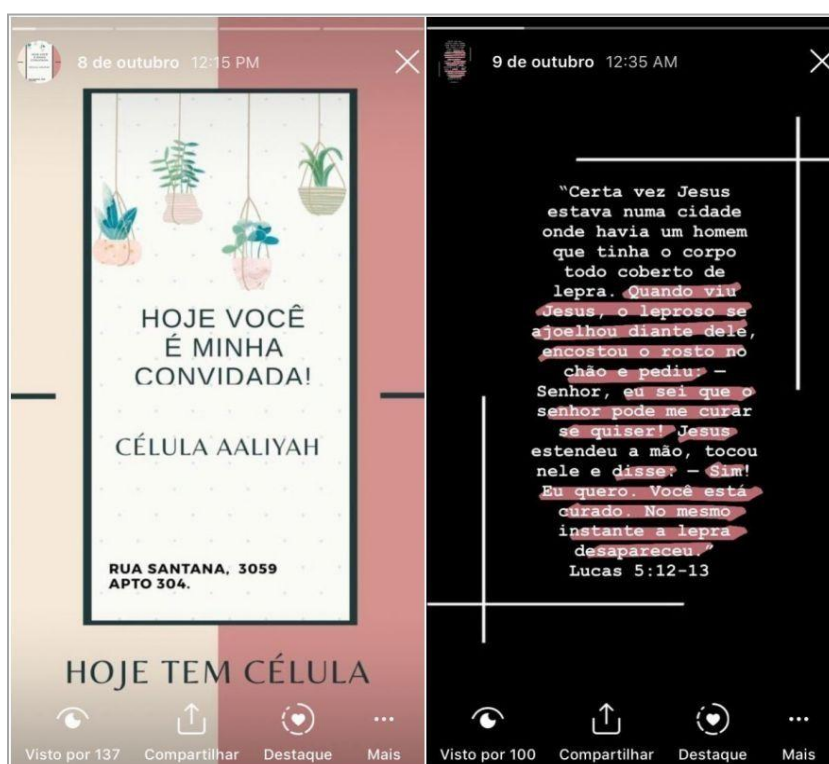 8 de outubro 12:15 PM
HOJE VOCÊ
É MINHA
CONVIDADA!
CÉLULA AALIYAH
RUA SANTANA, 3059
APTO 304.
HOJE TEM CÉLULA
Visto por 137 Compartilhar Destaque Mais
9 de outubro 12:35 AM
"Certa vez Jesus
estava numa cidade
onde havia um homem
que tinha o corpo
todo coberto de
lepra. Quando viu
Jesus, o leproso se
ajoelhou diante dele,
encostou o rosto no
chão e pediu: —
Senhor, eu sei que o
senhor pode me curar
se quiser! Jesus
estendeu a mão, tocou
nele e disse: — Sim!
Eu quero. Você está
curado. No mesmo
instante a lepra
desapareceu."
Lucas 5:12-13
Visto por 100 Compartilhar Destaque Mais